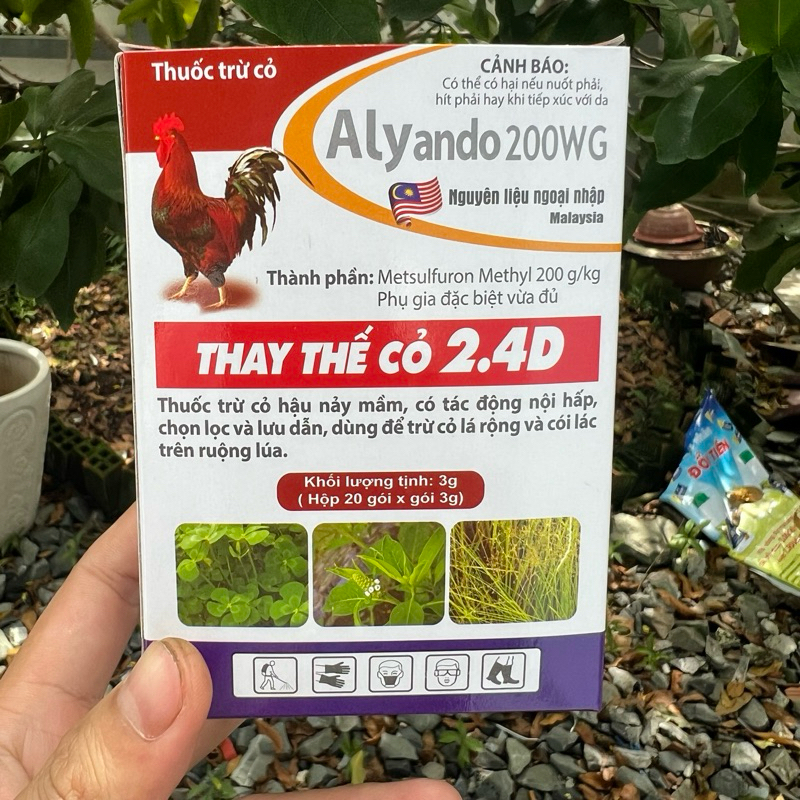 Thuốc trừ cỏ
CẢNH BÁO:
Có thể có hại nếu nuốt phải,
hít phải hay khi tiếp xúc với da
Alyando 200WG
Nguyên liệu ngoại nhập
Malaysia
Thành phần: Metsulfuron Methyl 200 g/kg
Phụ gia đặc biệt vừa đủ
THAY THẾ CỎ 2.4D
Thuốc trừ cỏ hậu nảy mầm, có tác động nội hấp,
chọn lọc và lưu dẫn, dùng để trừ cỏ lá rộng và cói lác
trên ruộng lúa.
Khối lượng tịnh: 3g
( Hộp 20 gói x gói 3g)
ĐỔI TIỀN